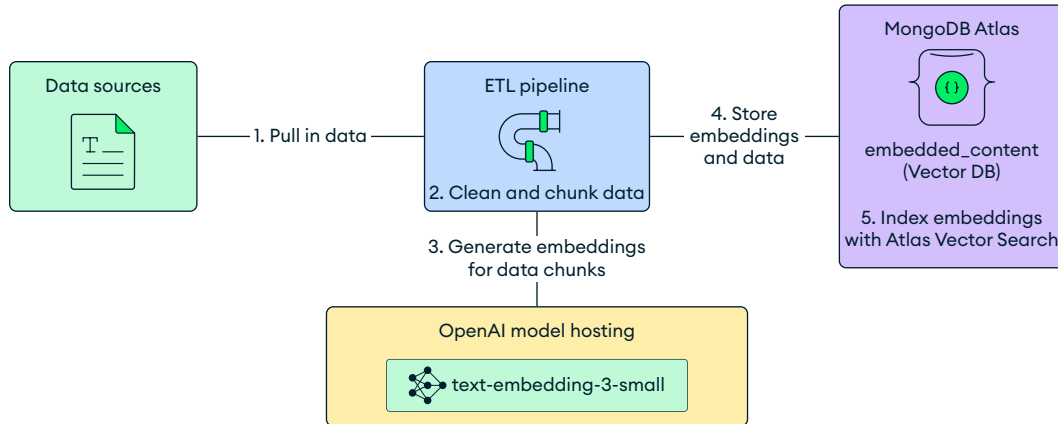 Data sources
T
1. Pull in data
ETL pipeline
2. Clean and chunk data
3. Generate embeddings
for data chunks
OpenAI model hosting
text-embedding-3-small
4. Store
embeddings
and data
MongoDB Atlas
{ }
embedded_content
(Vector DB)
5. Index embeddings
with Atlas Vector Search